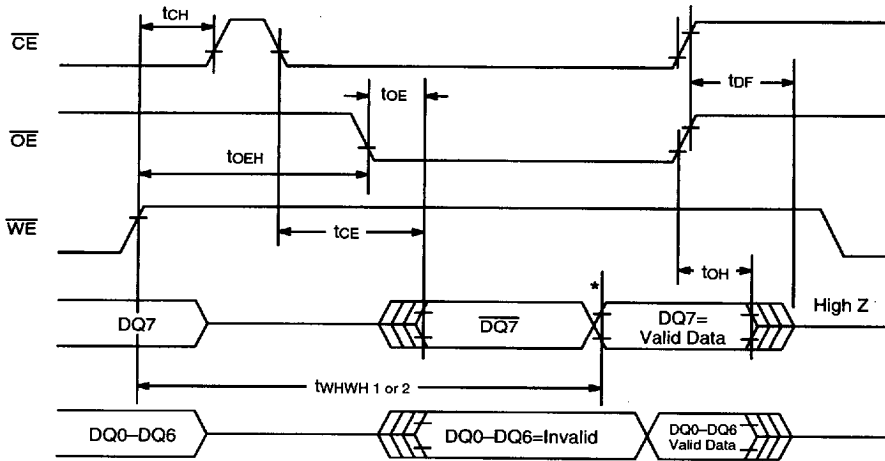 tCH
CE
tOE
tDF
OE
tOEH
WE
tCE
tOH
*
High Z
DQ7
DQ7
DQ7=
Valid Data
tWHWH 1 or 2
DQ0–DQ6
DQ0–DQ6=Invalid
DQ0–DQ6
Valid Data